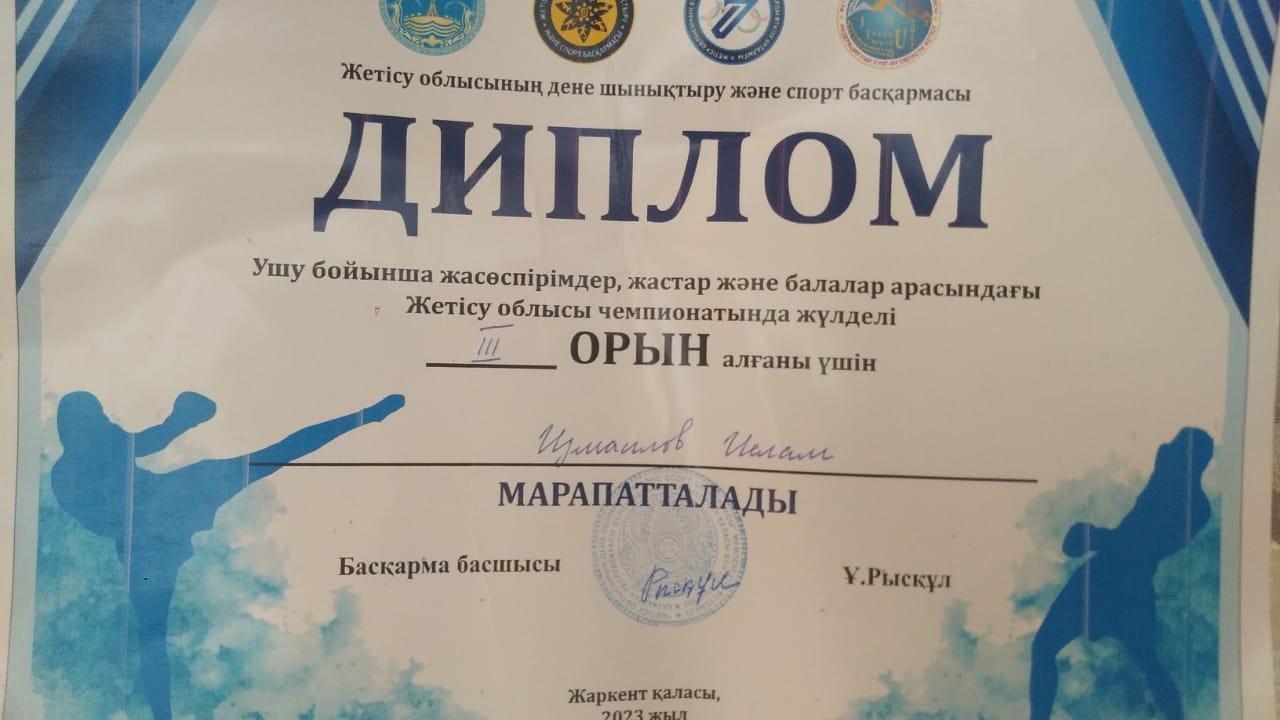 Жетісу облысының дене шынықтыру және спорт басқармасы
ДИПЛОМ
Ушу бойынша жасөспірімдер, жастар және балалар арасындағы
Жетісу облысы чемпионатында жүлделі
III ОРЫН алғаны үшін
Измаилов Ислам
МАРАПАТТАЛАДЫ
Басқарма басшысы Ұ.Рысқұл
Жаркент қаласы,
2023 жыл